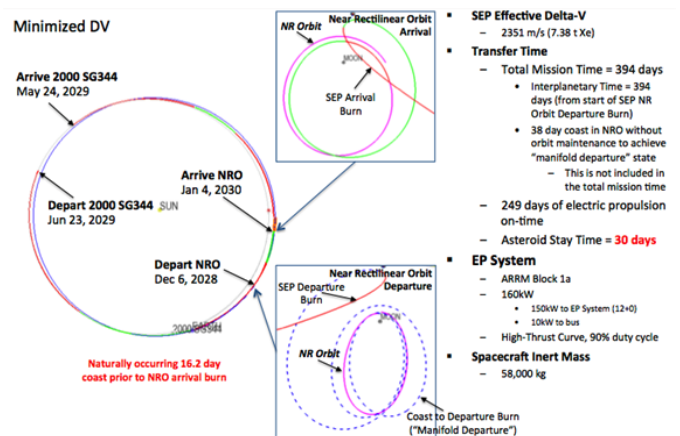 Minimized DV
Arrive 2000 SG344
May 24, 2029
Depart 2000 SG344
Jun 23, 2029
SUN
Arrive NRO
Jan 4, 2030
Depart NRO
Dec 6, 2028
2000 SG344
Naturally occurring 16.2 day
coast prior to NRO arrival burn
NR Orbit
Near Rectilinear Orbit
Arrival
MOON
SEP Arrival
Burn
Near Rectilinear Orbit
Departure
SEP Departure
Burn
MOON
NR Orbit
Coast to Departure Burn
("Manifold Departure")
▪ SEP Effective Delta-V
– 2351 m/s (7.38 t Xe)
▪ Transfer Time
– Total Mission Time = 394 days
• Interplanetary Time = 394
days (from start of SEP NR
Orbit Departure Burn)
• 38 day coast in NRO without
orbit maintenance to achieve
"manifold departure" state
– This is not included in
the total mission time
– 249 days of electric propulsion
on-time
– Asteroid Stay Time = 30 days
▪ EP System
– ARRM Block 1a
– 160kW
• 150kW to EP System (12+0)
• 10kW to bus
– High-Thrust Curve, 90% duty cycle
▪ Spacecraft Inert Mass
– 58,000 kg